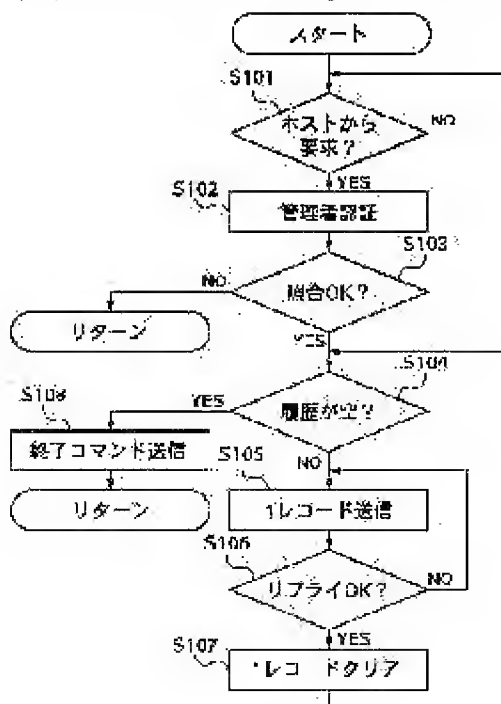 スタート
S101
ホストから
要求？
NO
YES
S102
管理者認証
S103
照合OK？
NO
YES
リターン
S104
履歴が空？
YES
S108
終了コマンド送信
NO
リターン
S105
1レコード送信
S106
リプライOK？
NO
YES
S107
1レコードクリア